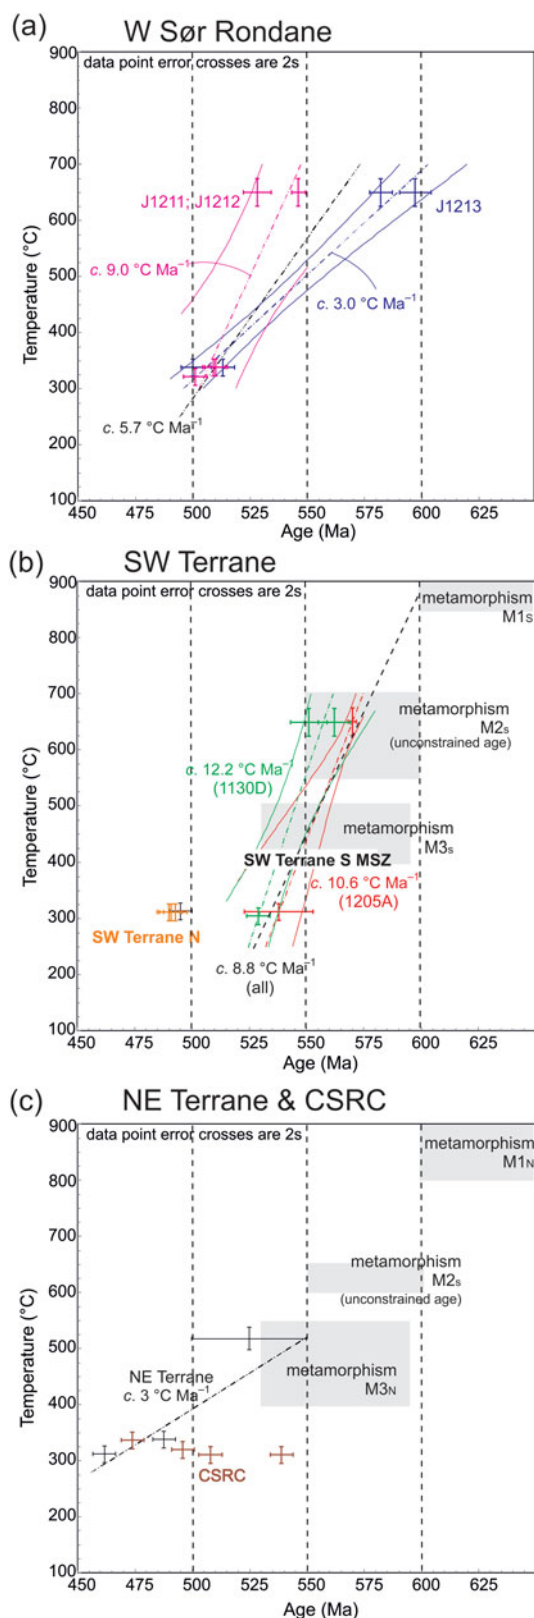 (a) W Sør Rondane
900
data point error crosses are 2s
800
700
J1211; J1212
J1213
600
c. 9.0 °C Ma⁻¹
500
c. 3.0 °C Ma⁻¹
400
300
c. 5.7 °C Ma⁻¹
200
100
Temperature (°C)
450 475 500 525 550 575 600 625
Age (Ma)
(b) SW Terrane
900
data point error crosses are 2s
metamorphism
M1s
800
700
metamorphism
M2s
(unconstrained age)
c. 12.2 °C Ma⁻¹
(1130D)
600
500
metamorphism
M3s
SW Terrane S MSZ
400
c. 10.6 °C Ma⁻¹
(1205A)
300
SW Terrane N
c. 8.8 °C Ma⁻¹
(all)
200
100
Temperature (°C)
450 475 500 525 550 575 600 625
Age (Ma)
(c) NE Terrane & CSRC
900
data point error crosses are 2s
metamorphism
M1N
800
700
metamorphism
M2s
(unconstrained age)
600
500
NE Terrane
c. 3 °C Ma⁻¹
metamorphism
M3N
400
300
CSRC
200
100
Temperature (°C)
450 475 500 525 550 575 600 625
Age (Ma)